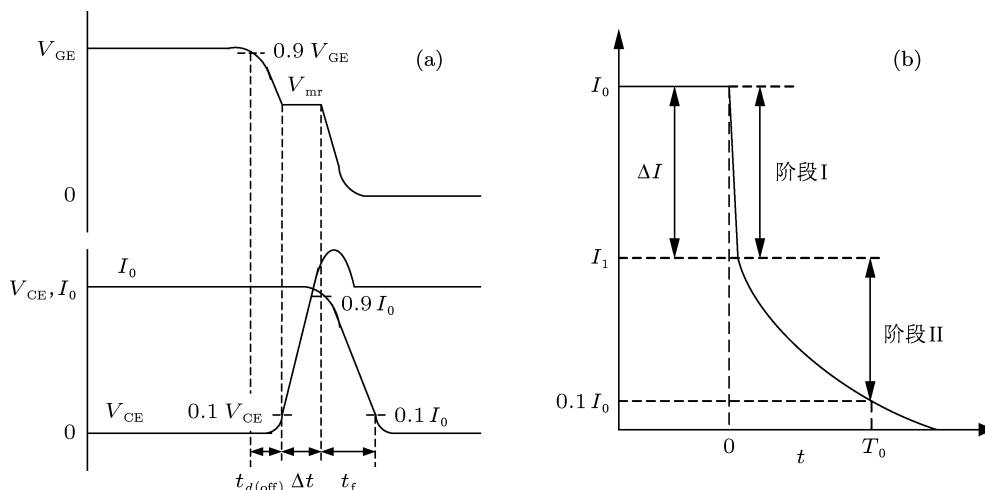 V_GE
0.9 V_GE
(a)
V_mr
0
I_0
V_CE, I_0
0.9 I_0
V_CE
0.1 V_CE
0.1 I_0
0
t_d(off) Δt t_f
(b)
I_0
ΔI
阶段I
I_1
阶段II
0.1 I_0
0
t
T_0